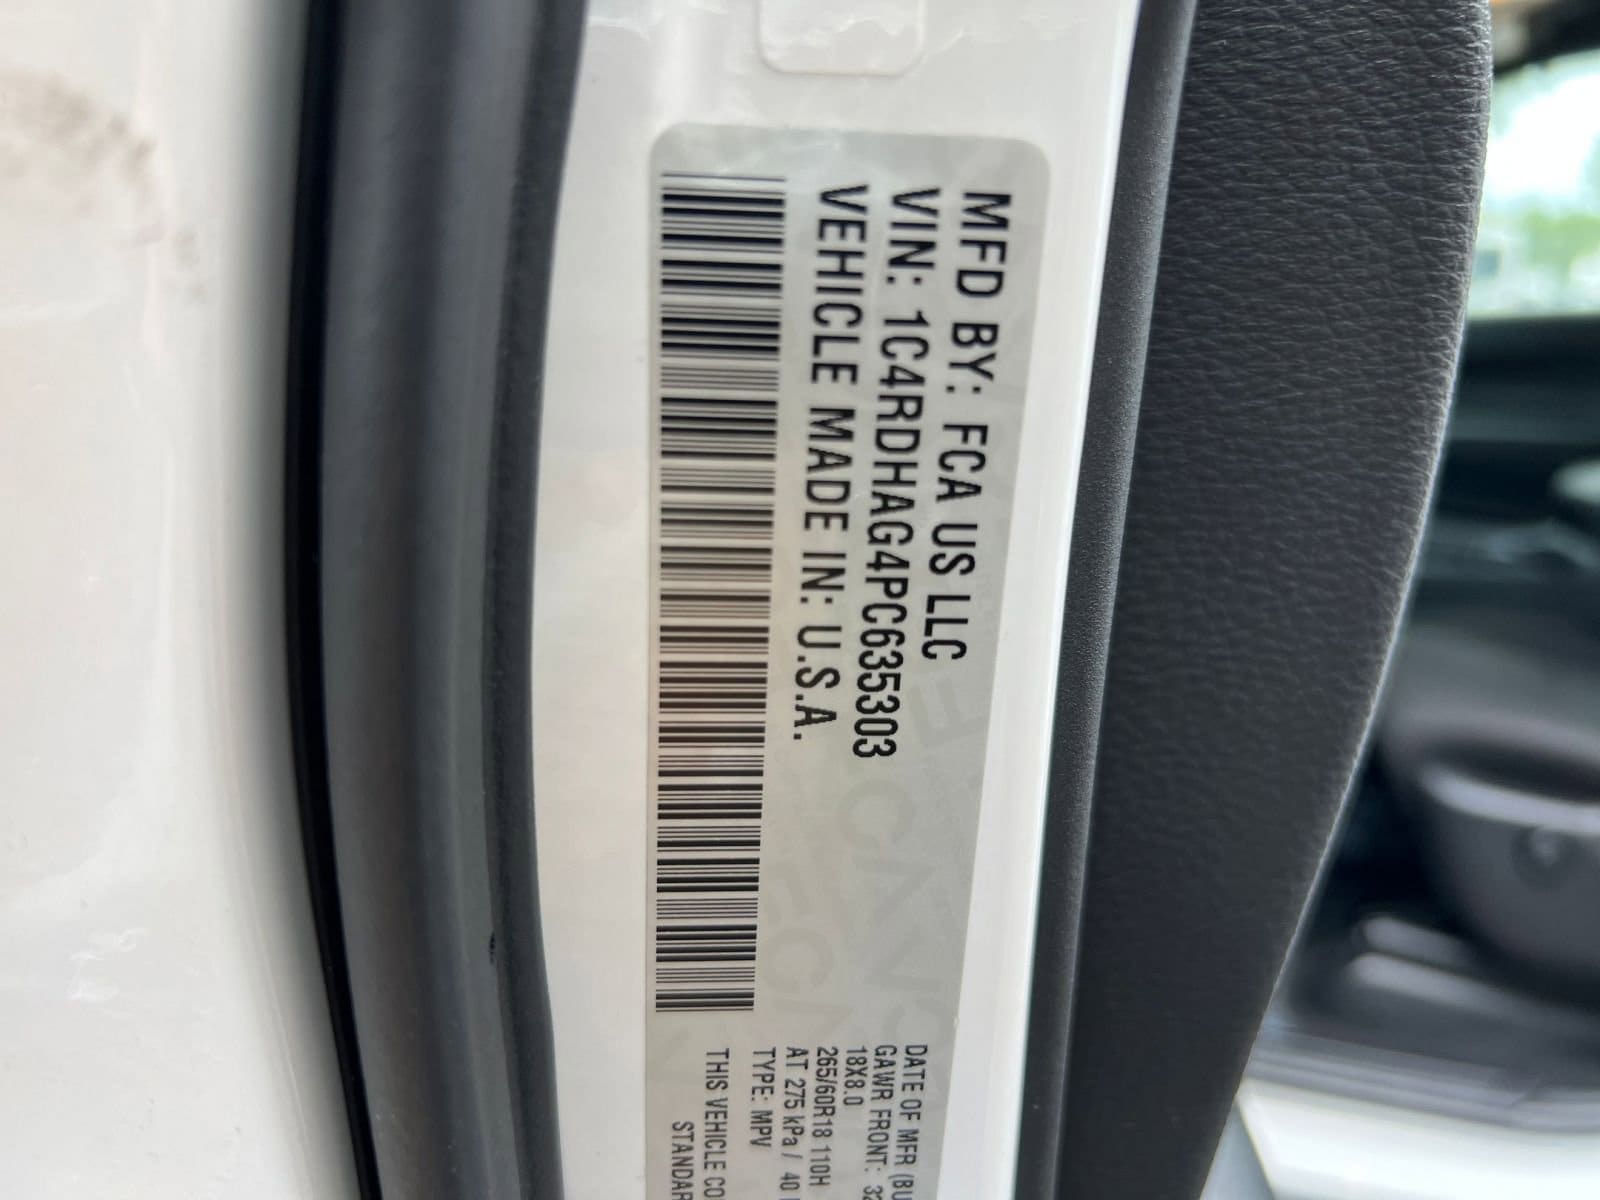 MFD BY: FCA US LLC
VIN: 1C4RDHAG4PC635303
VEHICLE MADE IN: U.S.A.
DATE OF MFR
GAWR FRONT:
18X8.0
265/60R18 110H
AT 275 kPa / 40
TYPE: MPV
THIS VEHICLE